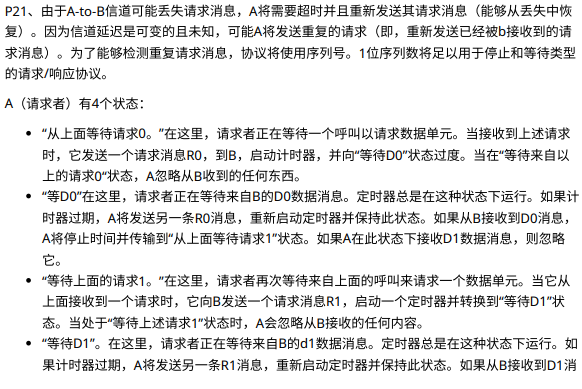 P21、由于A-to-B信道可能丢失请求消息，A将需要超时并且重新发送其请求消息（能够从丢失中恢
复）。因为信道延迟是可变的且未知，可能A将发送重复的请求（即，重新发送已经被b接收到的请
求消息）。为了能够检测重复请求消息，协议将使用序列号。1位序列数将足以用于停止和等待类型
的请求/响应协议。
A（请求者）有4个状态：
• “从上面等待请求0。”在这里，请求者正在等待一个呼叫以请求数据单元。当接收到上述请求
时，它发送一个请求消息R0，到B，启动计时器，并向“等待D0”状态过度。当在“等待来自以
上的请求0“状态，A忽略从B收到的任何东西。
• “等D0”在这里，请求者正在等待来自B的D0数据消息。定时器总是在这种状态下运行。如果计
时器过期，A将发送另一条R0消息，重新启动定时器并保持此状态。如果从B接收到D0消息，
A将停止时间并传输到“从上面等待请求1”状态。如果A在此状态下接收D1数据消息，则忽略
它。
• “等待上面的请求1。”在这里，请求者再次等待来自上面的呼叫来请求一个数据单元。当它从
上面接收到一个请求时，它向B发送一个请求消息R1，启动一个定时器并转换到“等待D1”状
态。当处于“等待上述请求1”状态时，A会忽略从B接收的任何内容。
• “等待D1”。在这里，请求者正在等待来自B的d1数据消息。定时器总是在这种状态下运行。如
果计时器过期，A将发送另一条R1消息，重新启动定时器并保持此状态。如果从B接收到D1消